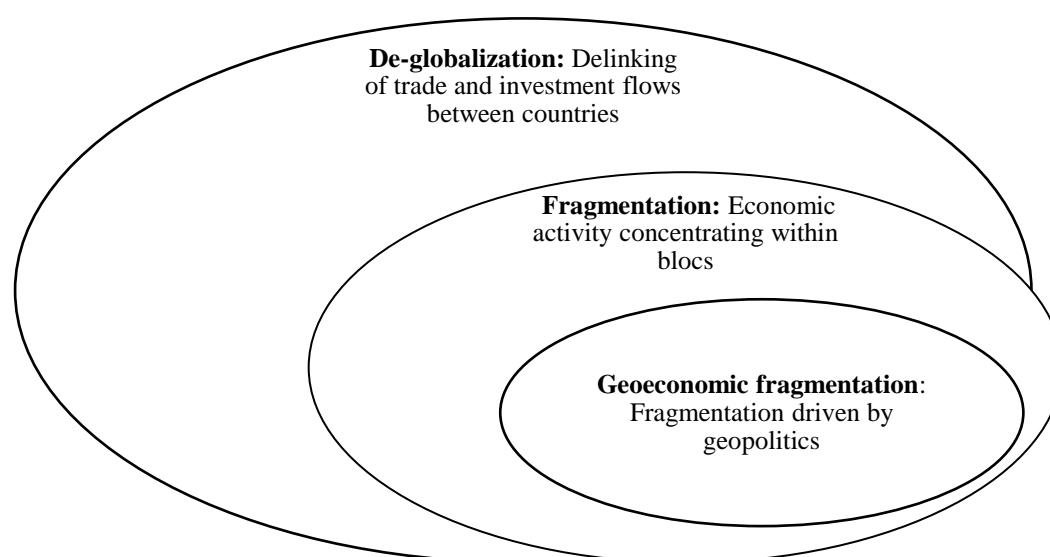 De-globalization: Delinking
of trade and investment flows
between countries
Fragmentation: Economic
activity concentrating within
blocs
Geoeconomic fragmentation:
Fragmentation driven by
geopolitics